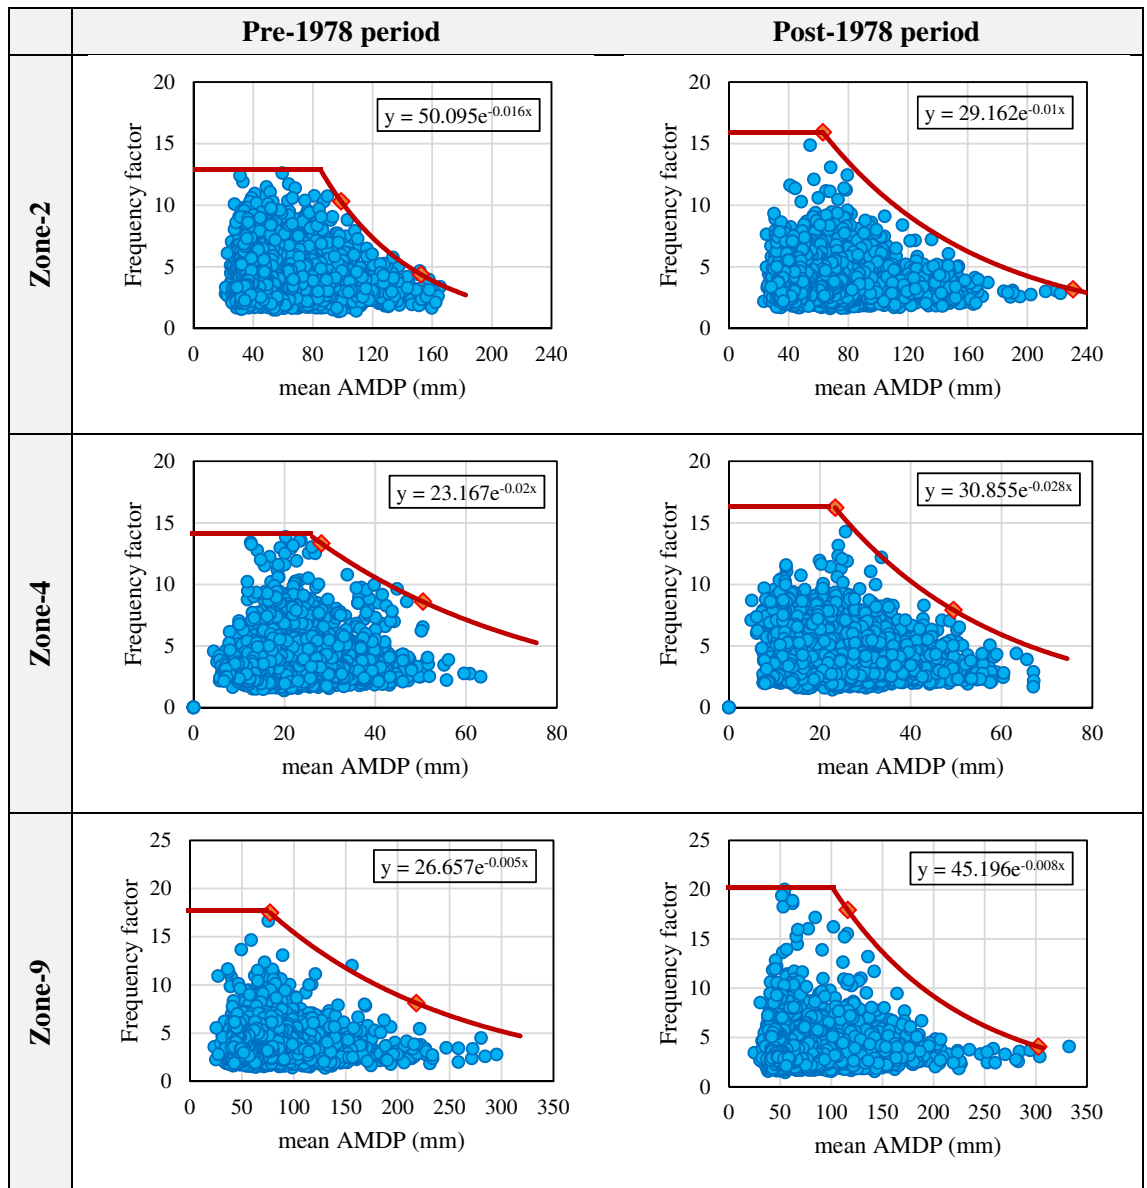 Pre-1978 period
Post-1978 period
Zone-2
Frequency factor
20
15
10
5
0
y = 50.095e^-0.016x
0 40 80 120 160 200 240
mean AMDP (mm)
Frequency factor
20
15
10
5
0
y = 29.162e^-0.01x
0 40 80 120 160 200 240
mean AMDP (mm)
Zone-4
Frequency factor
20
15
10
5
0
y = 23.167e^-0.02x
0 20 40 60 80
mean AMDP (mm)
Frequency factor
20
15
10
5
0
y = 30.855e^-0.028x
0 20 40 60 80
mean AMDP (mm)
Zone-9
Frequency factor
25
20
15
10
5
0
y = 26.657e^-0.005x
0 50 100 150 200 250 300 350
mean AMDP (mm)
Frequency factor
25
20
15
10
5
0
y = 45.196e^-0.008x
0 50 100 150 200 250 300 350
mean AMDP (mm)